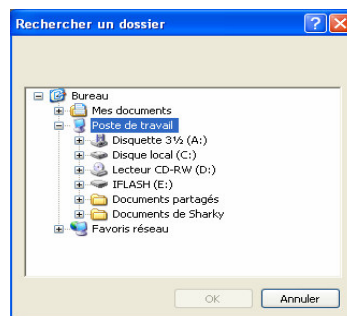 Rechercher un dossier
Bureau
Mes documents
Poste de travail
Disquette 3½ (A:)
Disque local (C:)
Lecteur CD-RW (D:)
IFLASH (E:)
Documents partagés
Documents de Sharky
Favoris réseau
OK
Annuler